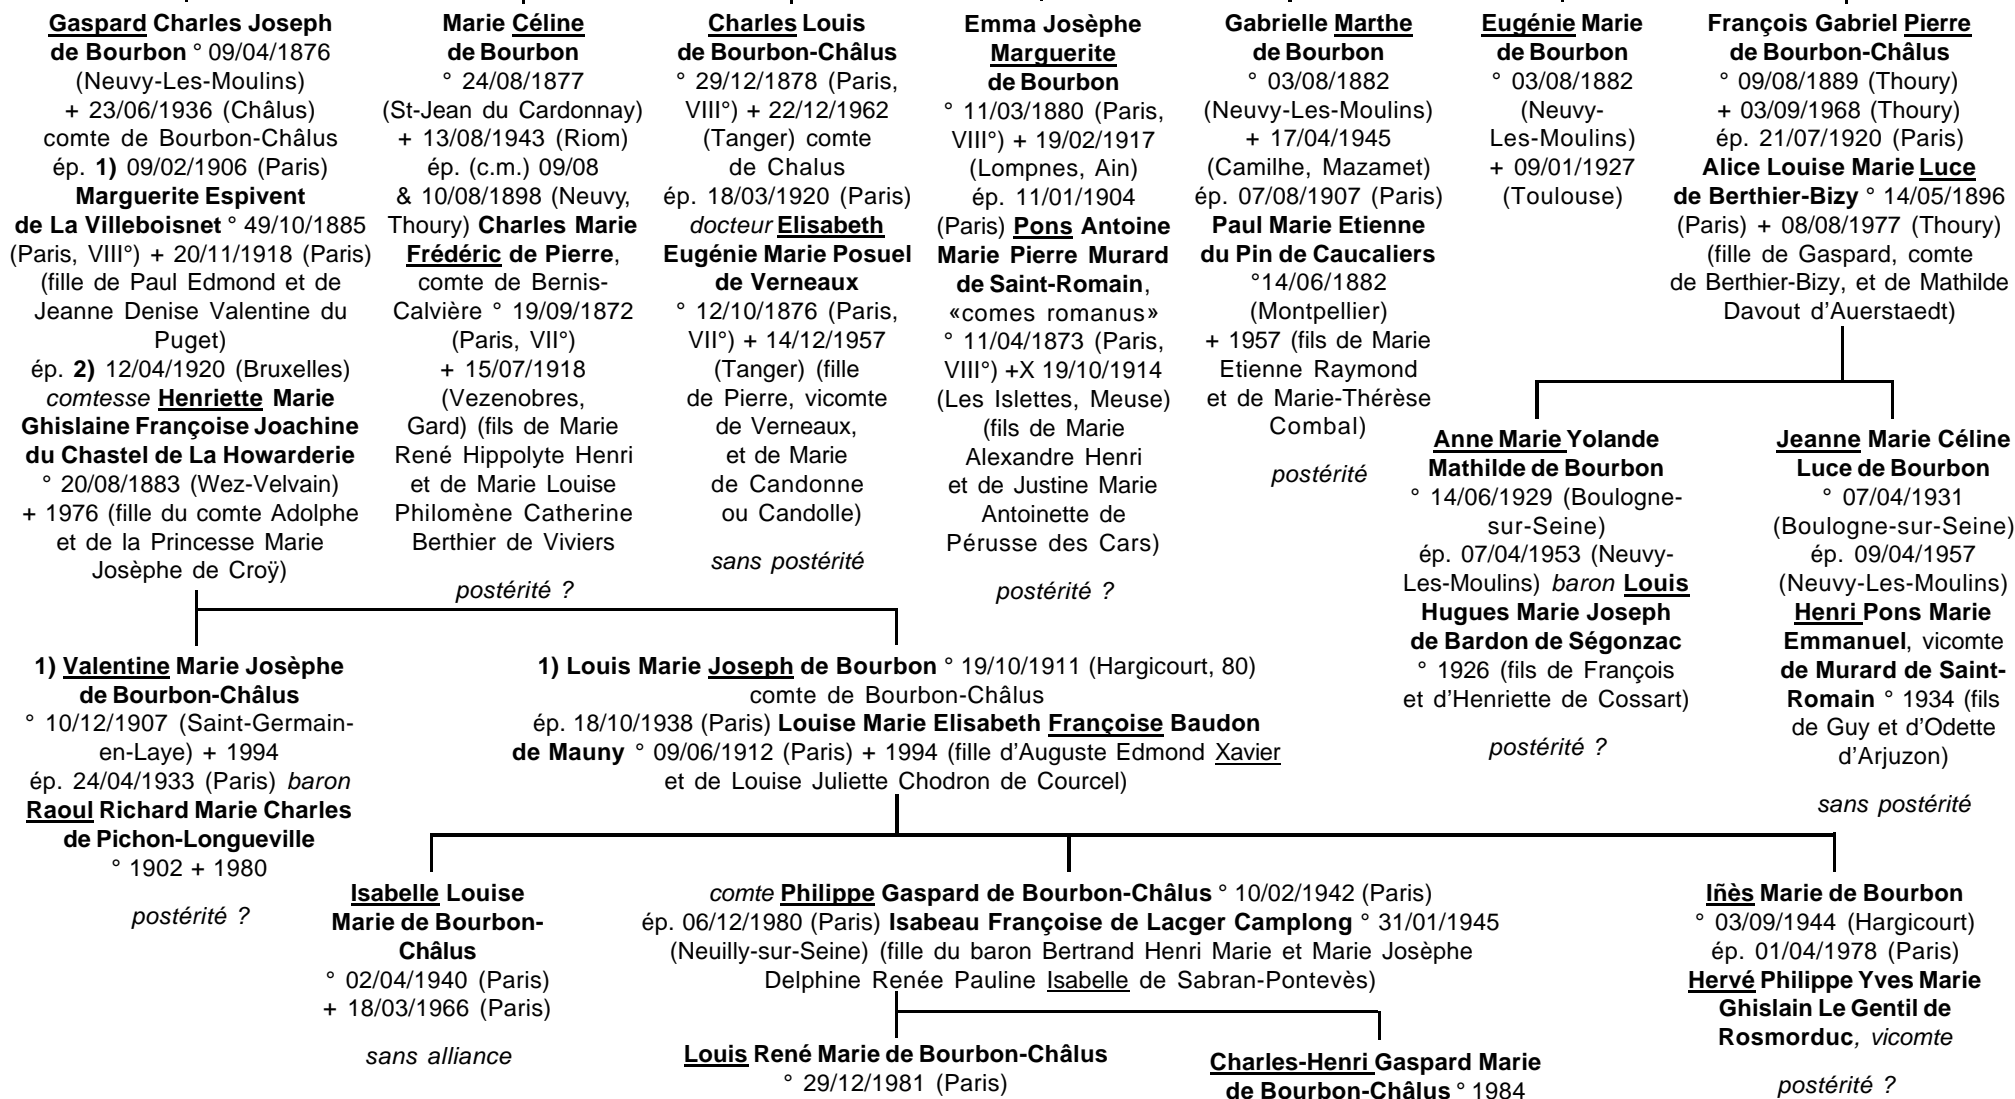 Gaspard Charles Joseph
de Bourbon ° 09/04/1876
(Neuvy-Les-Moulins)
+ 23/06/1936 (Châlus)
comte de Bourbon-Châlus
ép. 1) 09/02/1906 (Paris)
Marguerite Espivent
de La Villeboisnet ° 49/10/1885
(Paris, VIII°) + 20/11/1918 (Paris)
(fille de Paul Edmond et de
Jeanne Denise Valentine du
Puget)
ép. 2) 12/04/1920 (Bruxelles)
comtesse Henriette Marie
Ghislaine Françoise Joachine
du Chastel de La Howarderie
° 20/08/1883 (Wez-Velvain)
+ 1976 (fille du comte Adolphe
et de la Princesse Marie
Josèphe de Croÿ)
Marie Céline
de Bourbon
° 24/08/1877
(St-Jean du Cardonnay)
+ 13/08/1943 (Riom)
ép. (c.m.) 09/08
& 10/08/1898 (Neuvy,
Thoury) Charles Marie
Frédéric de Pierre,
comte de Bernis-
Calvière ° 19/09/1872
(Paris, VII°)
+ 15/07/1918
(Vezenobres,
Gard) (fils de Marie
René Hippolyte Henri
et de Marie Louise
Philomène Catherine
Berthier de Viviers
postérité ?
Charles Louis
de Bourbon-Châlus
° 29/12/1878 (Paris,
VIII°) + 22/12/1962
(Tanger) comte
de Chalus
ép. 18/03/1920 (Paris)
docteur Elisabeth
Eugénie Marie Posuel
de Verneaux
° 12/10/1876 (Paris,
VII°) + 14/12/1957
(Tanger) (fille
de Pierre, vicomte
de Verneaux,
et de Marie
de Candonne
ou Candolle)
sans postérité
Emma Josèphe
Marguerite
de Bourbon
° 11/03/1880 (Paris,
VIII°) + 19/02/1917
(Lompnes, Ain)
ép. 11/01/1904
(Paris) Pons Antoine
Marie Pierre Murard
de Saint-Romain,
«comes romanus»
° 11/04/1873 (Paris,
VIII°) +X 19/10/1914
(Les Islettes, Meuse)
(fils de Marie
Alexandre Henri
et de Justine Marie
Antoinette de
Pérusse des Cars)
postérité ?
Gabrielle Marthe
de Bourbon
° 03/08/1882
(Neuvy-Les-Moulins)
+ 17/04/1945
(Camilhe, Mazamet)
ép. 07/08/1907 (Paris)
Paul Marie Etienne
du Pin de Caucaliers
°14/06/1882
(Montpellier)
+ 1957 (fils de Marie
Etienne Raymond
et de Marie-Thérèse
Combal)
postérité
Eugénie Marie
de Bourbon
° 03/08/1882
(Neuvy-
Les-Moulins)
+ 09/01/1927
(Toulouse)
François Gabriel Pierre
de Bourbon-Châlus
° 09/08/1889 (Thoury)
+ 03/09/1968 (Thoury)
ép. 21/07/1920 (Paris)
Alice Louise Marie Luce
de Berthier-Bizy ° 14/05/1896
(Paris) + 08/08/1977 (Thoury)
(fille de Gaspard, comte
de Berthier-Bizy, et de Mathilde
Davout d'Auerstaedt)
Anne Marie Yolande
Mathilde de Bourbon
° 14/06/1929 (Boulogne-
sur-Seine)
ép. 07/04/1953 (Neuvy-
Les-Moulins) baron Louis
Hugues Marie Joseph
de Bardon de Ségonzac
° 1926 (fils de François
et d'Henriette de Cossart)
postérité ?
Jeanne Marie Céline
Luce de Bourbon
° 07/04/1931
(Boulogne-sur-Seine)
ép. 09/04/1957
(Neuvy-Les-Moulins)
Henri Pons Marie
Emmanuel, vicomte
de Murard de Saint-
Romain ° 1934 (fils
de Guy et d'Odette
d'Arjuzon)
sans postérité
1) Valentine Marie Josèphe
de Bourbon-Châlus
° 10/12/1907 (Saint-Germain-
en-Laye) + 1994
ép. 24/04/1933 (Paris) baron
Raoul Richard Marie Charles
de Pichon-Longueville
° 1902 + 1980
postérité ?
1) Louis Marie Joseph de Bourbon ° 19/10/1911 (Hargicourt, 80)
comte de Bourbon-Châlus
ép. 18/10/1938 (Paris) Louise Marie Elisabeth Françoise Baudon
de Mauny ° 09/06/1912 (Paris) + 1994 (fille d'Auguste Edmond Xavier
et de Louise Juliette Chodron de Courcel)
Isabelle Louise
Marie de Bourbon-
Châlus
° 02/04/1940 (Paris)
+ 18/03/1966 (Paris)
sans alliance
comte Philippe Gaspard de Bourbon-Châlus ° 10/02/1942 (Paris)
ép. 06/12/1980 (Paris) Isabeau Françoise de Lacger Camplong ° 31/01/1945
(Neuilly-sur-Seine) (fille du baron Bertrand Henri Marie et Marie Josèphe
Delphine Renée Pauline Isabelle de Sabran-Pontevès)
Iñès Marie de Bourbon
° 03/09/1944 (Hargicourt)
ép. 01/04/1978 (Paris)
Hervé Philippe Yves Marie
Ghislain Le Gentil de
Rosmorduc, vicomte
postérité ?
Louis René Marie de Bourbon-Châlus
° 29/12/1981 (Paris)
Charles-Henri Gaspard Marie
de Bourbon-Châlus ° 1984